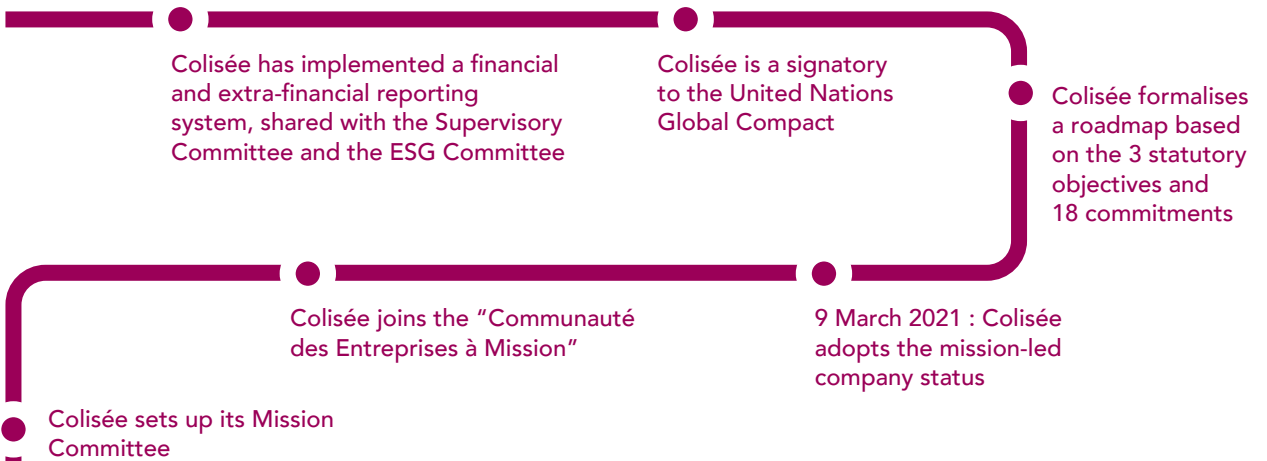 Colisée has implemented a financial
and extra-financial reporting
system, shared with the Supervisory
Committee and the ESG Committee
Colisée is a signatory
to the United Nations
Global Compact
Colisée formalises
a roadmap based
on the 3 statutory
objectives and
18 commitments
9 March 2021 : Colisée
adopts the mission-led
company status
Colisée joins the “Communauté
des Entreprises à Mission”
Colisée sets up its Mission
Committee